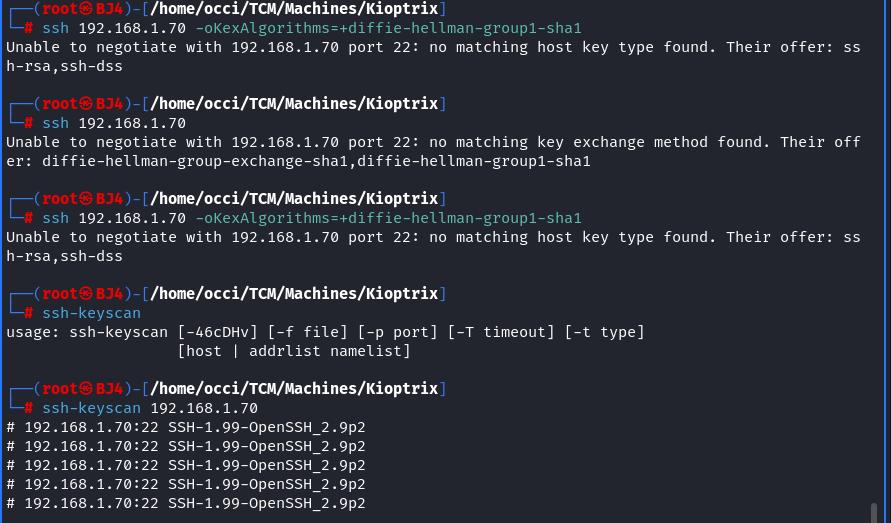 ┌──(root㉿BJ4)-[/home/occi/TCM/Machines/Kioptrix]
└─# ssh 192.168.1.70 -oKexAlgorithms=+diffie-hellman-group1-sha1
Unable to negotiate with 192.168.1.70 port 22: no matching host key type found. Their offer: ss
h-rsa,ssh-dss
┌──(root㉿BJ4)-[/home/occi/TCM/Machines/Kioptrix]
└─# ssh 192.168.1.70
Unable to negotiate with 192.168.1.70 port 22: no matching key exchange method found. Their off
er: diffie-hellman-group-exchange-sha1,diffie-hellman-group1-sha1
┌──(root㉿BJ4)-[/home/occi/TCM/Machines/Kioptrix]
└─# ssh 192.168.1.70 -oKexAlgorithms=+diffie-hellman-group1-sha1
Unable to negotiate with 192.168.1.70 port 22: no matching host key type found. Their offer: ss
h-rsa,ssh-dss
┌──(root㉿BJ4)-[/home/occi/TCM/Machines/Kioptrix]
└─# ssh-keyscan
usage: ssh-keyscan [-46cDHv] [-f file] [-p port] [-T timeout] [-t type]
                   [host | addrlist namelist]
┌──(root㉿BJ4)-[/home/occi/TCM/Machines/Kioptrix]
└─# ssh-keyscan 192.168.1.70
# 192.168.1.70:22 SSH-1.99-OpenSSH_2.9p2
# 192.168.1.70:22 SSH-1.99-OpenSSH_2.9p2
# 192.168.1.70:22 SSH-1.99-OpenSSH_2.9p2
# 192.168.1.70:22 SSH-1.99-OpenSSH_2.9p2
# 192.168.1.70:22 SSH-1.99-OpenSSH_2.9p2